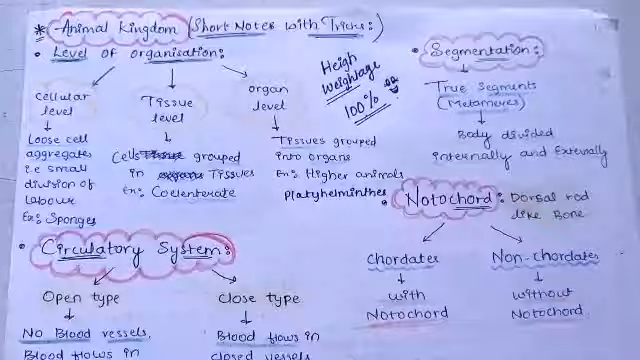 * Animal Kingdom (Short Notes with Tricks:)
• Level of organisation:
Cellular
level
Loose cell
aggregates
i.e small
division of
labour
Ex: Sponges
Tissue
level
Cells grouped
in Tissues
Ex: Coelenterate
organ
level
Tissues grouped
into organs
Ex: Higher animals
Platyhelminthes
Heigh
Weightage
100%
• Segmentation:
True Segments
(Metameres)
Body divided
internally and Externally
• Notochord: Dorsal rod
like Bone
Chordates
with
Notochord
Non-chordates
without
Notochord
• Circulatory System:
Open type
No Blood vessels,
Blood flows in
Close type
Blood flows in
closed vessels